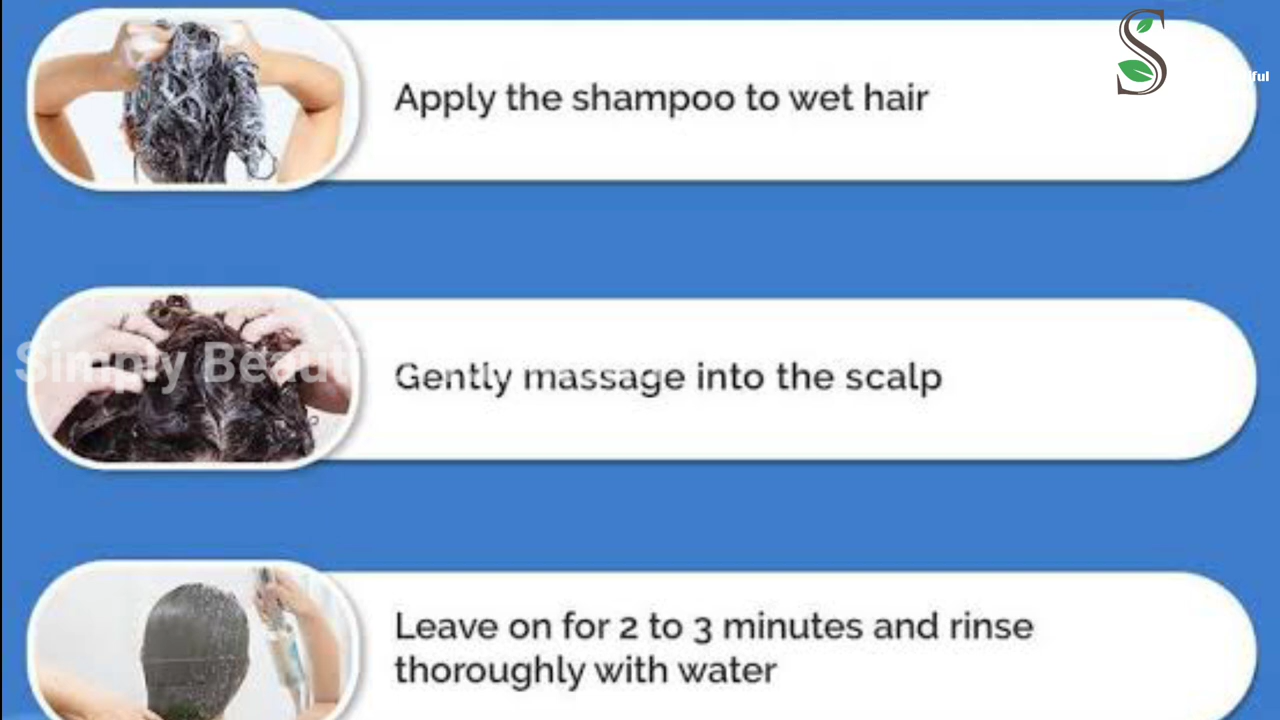 Apply the shampoo to wet hair
Gently massage into the scalp
Leave on for 2 to 3 minutes and rinse
thoroughly with water